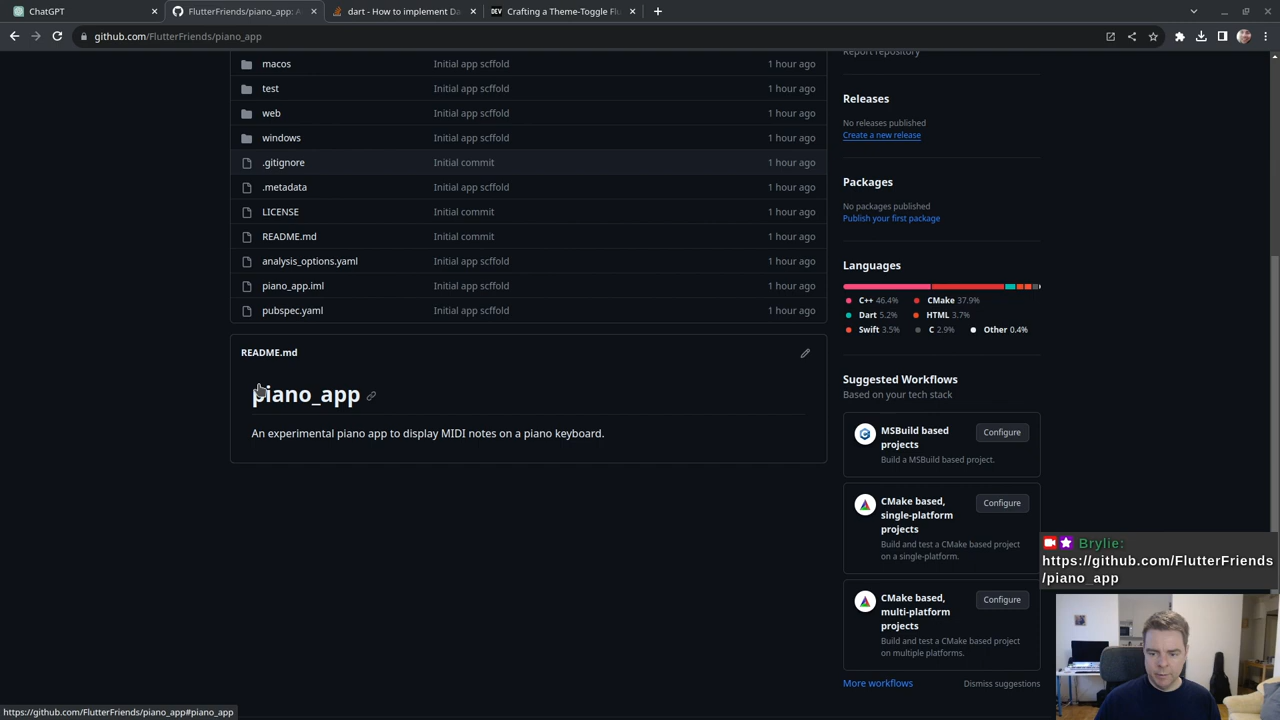 ChatGPT
FlutterFriends/piano_app: A
dart - How to implement Da
DEV
Crafting a Theme-Toggle Flu
github.com/FlutterFriends/piano_app
macos Initial app scffold 1 hour ago
test Initial app scffold 1 hour ago
web Initial app scffold 1 hour ago
windows Initial app scffold 1 hour ago
.gitignore Initial commit 1 hour ago
.metadata Initial app scffold 1 hour ago
LICENSE Initial commit 1 hour ago
README.md Initial commit 1 hour ago
analysis_options.yaml Initial app scffold 1 hour ago
piano_app.iml Initial app scffold 1 hour ago
pubspec.yaml Initial app scffold 1 hour ago
README.md
piano_app
An experimental piano app to display MIDI notes on a piano keyboard.
Report repository
Releases
No releases published
Create a new release
Packages
No packages published
Publish your first package
Languages
C++ 46.4% CMake 37.9%
Dart 5.2% HTML 3.7%
Swift 3.5% C 2.9% Other 0.4%
Suggested Workflows
Based on your tech stack
MSBuild based
projects
Configure
Build a MSBuild based project.
CMake based,
single-platform
projects
Configure
Build and test a CMake based project
on a single-platform.
CMake based,
multi-platform
projects
Configure
Build and test a CMake based project
on multiple platforms.
More workflows Dismiss suggestions
Brylie:
https://github.com/FlutterFriends
/piano_app
https://github.com/FlutterFriends/piano_app#piano_app